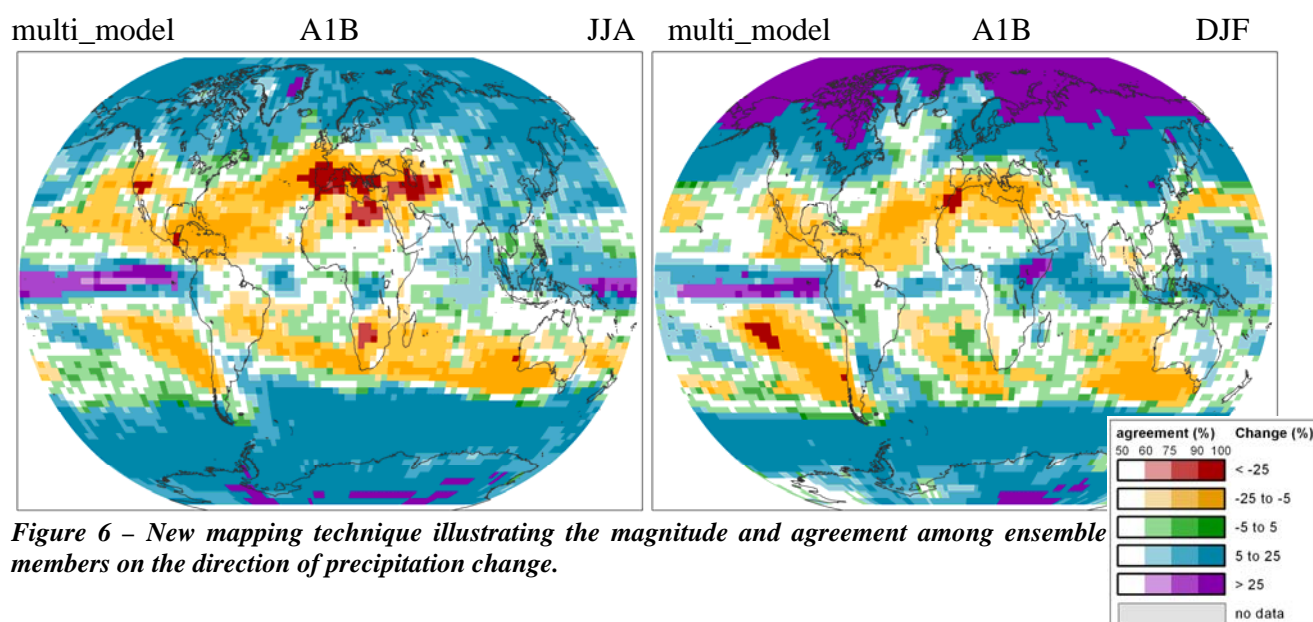 multi_model A1B JJA multi_model A1B DJF
agreement (%) Change (%)
50 60 75 90 100
< -25
-25 to -5
-5 to 5
5 to 25
> 25
no data
Figure 6 – New mapping technique illustrating the magnitude and agreement among ensemble
members on the direction of precipitation change.